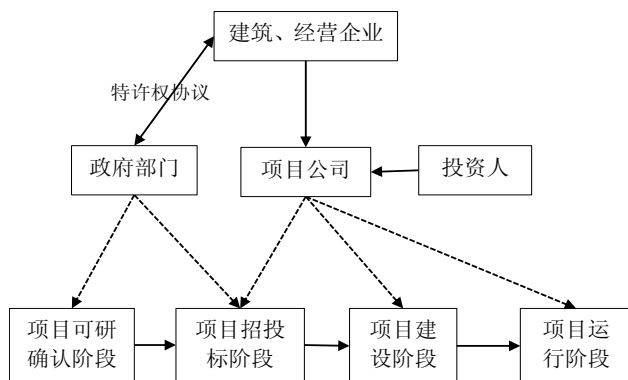 建筑、经营企业
特许权协议
政府部门
项目公司
投资人
项目可研
确认阶段
项目招投
标阶段
项目建
设阶段
项目运
行阶段